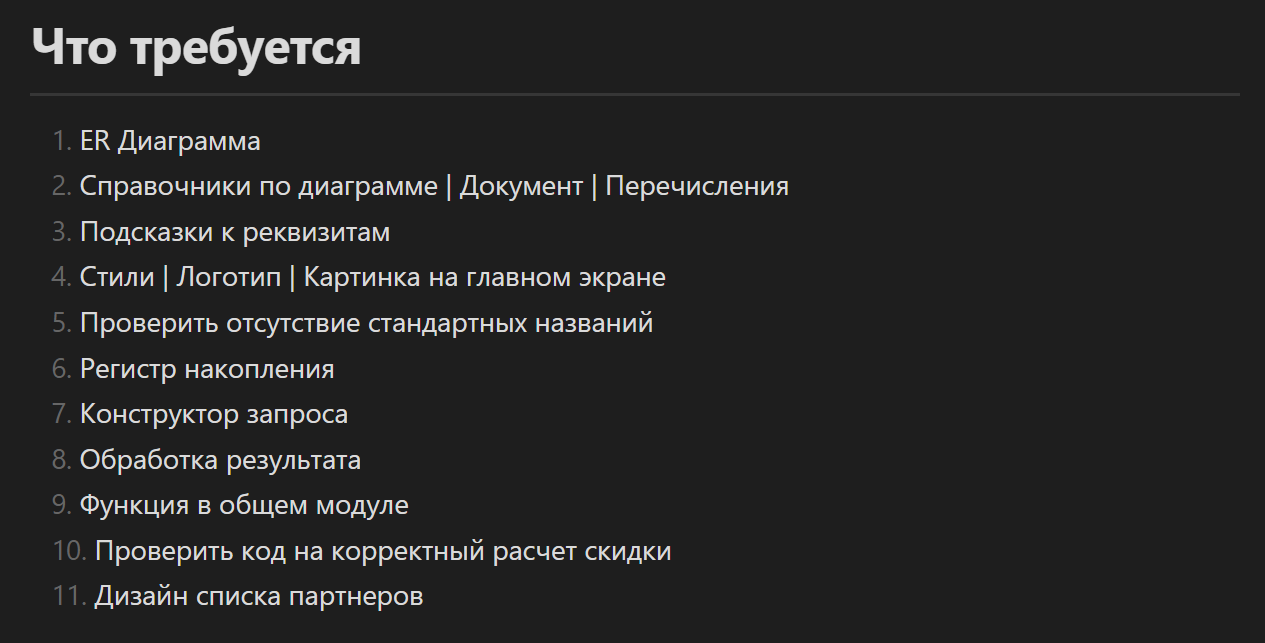 Что требуется
1. ER Диаграмма
2. Справочники по диаграмме | Документ | Перечисления
3. Подсказки к реквизитам
4. Стили | Логотип | Картинка на главном экране
5. Проверить отсутствие стандартных названий
6. Регистр накопления
7. Конструктор запроса
8. Обработка результата
9. Функция в общем модуле
10. Проверить код на корректный расчет скидки
11. Дизайн списка партнеров